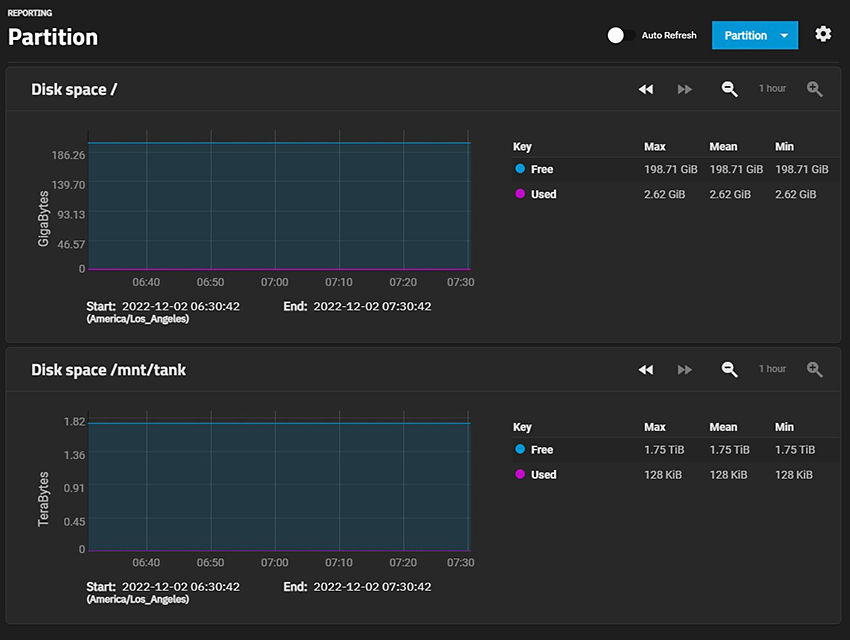 REPORTING
Partition
Auto Refresh
Partition
Disk space /
1 hour
GigaBytes
186.26
139.70
93.13
46.57
0
06:40 06:50 07:00 07:10 07:20 07:30
Start: 2022-12-02 06:30:42 End: 2022-12-02 07:30:42
(America/Los_Angeles)
Key Max Mean Min
Free 198.71 GiB 198.71 GiB 198.71 GiB
Used 2.62 GiB 2.62 GiB 2.62 GiB
Disk space /mnt/tank
1 hour
TeraBytes
1.82
1.36
0.91
0.45
0
06:40 06:50 07:00 07:10 07:20 07:30
Start: 2022-12-02 06:30:42 End: 2022-12-02 07:30:42
(America/Los_Angeles)
Key Max Mean Min
Free 1.75 TiB 1.75 TiB 1.75 TiB
Used 128 KiB 128 KiB 128 KiB